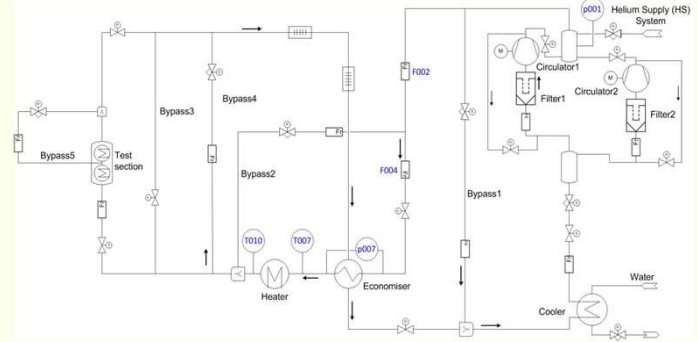 p001
Helium Supply (HS)
System
M
Circulator1
F002
M
Circulator2
Filter1
Filter2
Bypass3
Bypass4
Bypass5
Test
section
Bypass2
F004
Bypass1
T010
T007
p007
Heater
Economiser
Water
Cooler